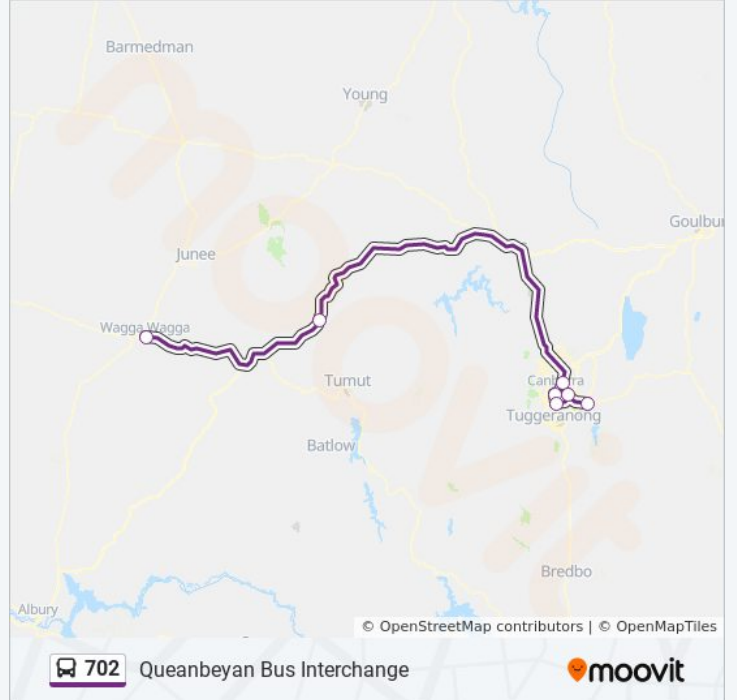 Barmedman
Young
Goulbur
Junee
Wagga Wagga
Canberra
Tumut
Tuggeranong
Batlow
Bredbo
Albury
© OpenStreetMap contributors | © OpenMapTiles
702 Queanbeyan Bus Interchange
moovit
moovit